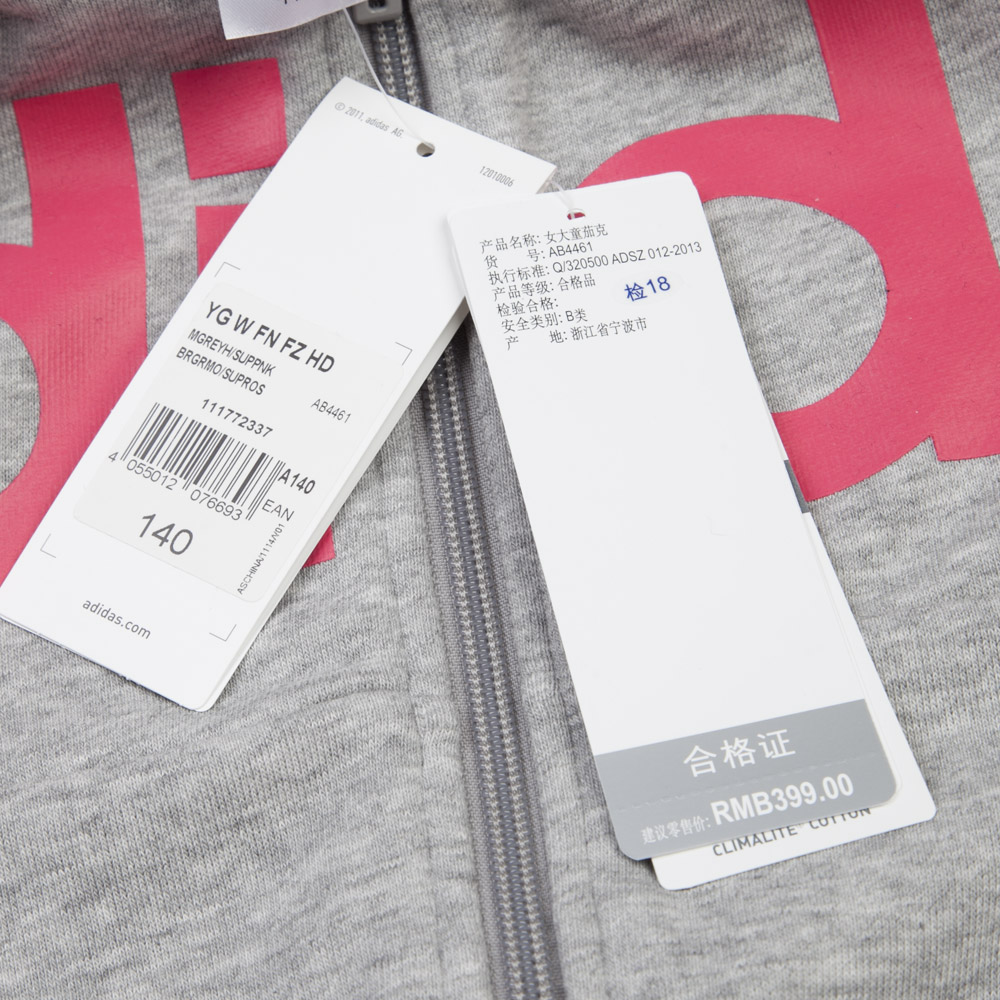 © 2011, adidas AG.
12010006
YG W FN FZ HD
MGREYH/SUPPNK
BRGRMO/SUPROS
AB4461
111772337
A140
4 055012 076693
EAN
140
ASCHINA/1114/V01
adidas.com
产品名称: 女大童茄克
货 号: AB4461
执行标准: Q/320500 ADSZ 012-2013
产品等级: 合格品
检验合格: 检18
安全类别: B类
产 地: 浙江省宁波市
合格证
建议零售价: RMB399.00
CLIMALITE® COTTON